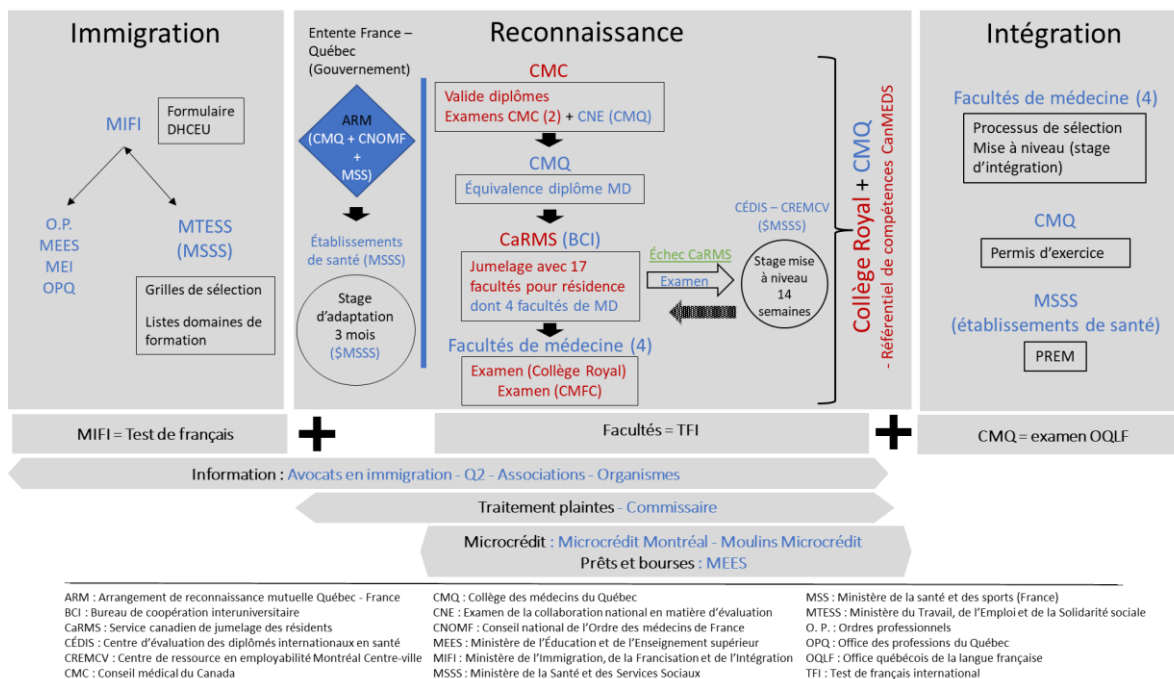 Immigration
MIFI
Formulaire
DHCEU
O.P.
MEES
MEI
OPQ
MTESS
(MSSS)
Grilles de sélection
Listes domaines de
formation
Entente France –
Québec
(Gouvernement)
ARM
(CMQ + CNOMF
+
MSS)
Établissements
de santé (MSSS)
Stage
d'adaptation
3 mois
($MSSS)
Reconnaissance
CMC
Valide diplômes
Examens CMC (2) + CNE (CMQ)
CMQ
Équivalence diplôme MD
CaRMS (BCI)
Jumelage avec 17
facultés pour résidence
dont 4 facultés de MD
Facultés de médecine (4)
Examen (Collège Royal)
Examen (CMFC)
Échec CaRMS
Examen
CÉDIS – CREMCV
($MSSS)
Stage mise
à niveau
14
semaines
Collège Royal + CMQ
- Référentiel de compétences CanMEDS
Intégration
Facultés de médecine (4)
Processus de sélection
Mise à niveau (stage
d'intégration)
CMQ
Permis d'exercice
MSSS
(établissements de santé)
PREM
MIFI = Test de français
+
Facultés = TFI
+
CMQ = examen OQLF
Information : Avocats en immigration - Q2 - Associations - Organismes
Traitement plaintes - Commissaire
Microcrédit : Microcrédit Montréal - Moulins Microcrédit
Prêts et bourses : MEES
ARM : Arrangement de reconnaissance mutuelle Québec - France
BCI : Bureau de coopération interuniversitaire
CaRMS : Service canadien de jumelage des résidents
CÉDIS : Centre d'évaluation des diplômés internationaux en santé
CREMCV : Centre de ressource en employabilité Montréal Centre-ville
CMC : Conseil médical du Canada
CMQ : Collège des médecins du Québec
CNE : Examen de la collaboration national en matière d'évaluation
CNOMF : Conseil national de l'Ordre des médecins de France
MEES : Ministère de l'Éducation et de l'Enseignement supérieur
MIFI : Ministère de l'Immigration, de la Francisation et de l'Intégration
MSSS : Ministère de la Santé et des Services Sociaux
MSS : Ministère de la santé et des sports (France)
MTESS : Ministère du Travail, de l'Emploi et de la Solidarité sociale
O. P. : Ordres professionnels
OPQ : Office des professions du Québec
OQLF : Office québécois de la langue française
TFI : Test de français international